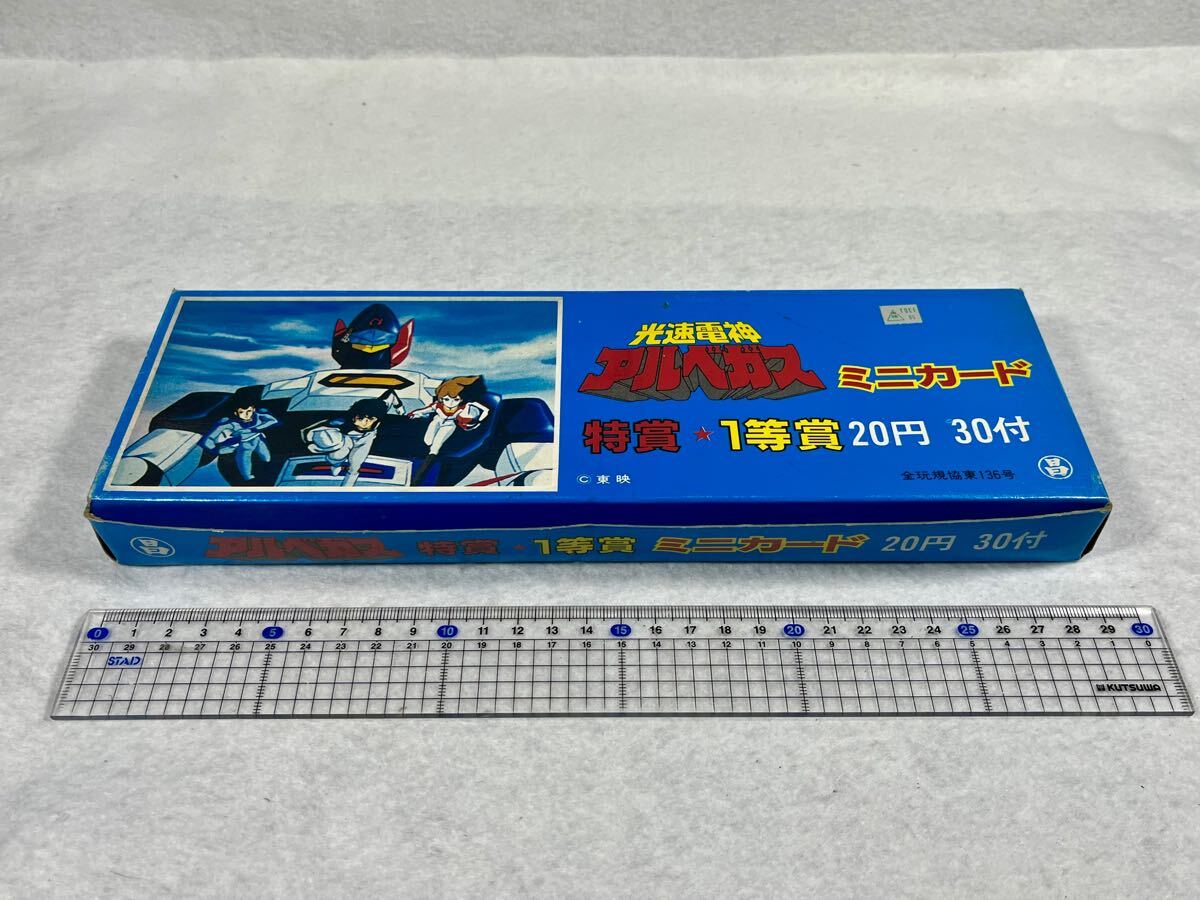 光速電神
アルベガス ミニカード
特賞★1等賞 20円 30付
©東映
全玩規協東136号
昌
昌 アルベガス 特賞★1等賞 ミニカード 20円 30付
0 1 2 3 4 5 6 7 8 9 10 11 12 13 14 15 16 17 18 19 20 21 22 23 24 25 26 27 28 29 30
30 29 28 27 26 25 24 23 22 21 20 19 18 17 16 15 14 13 12 11 10 9 8 7 6 5 4 3 2 1 0
STAD
KUTSUWA